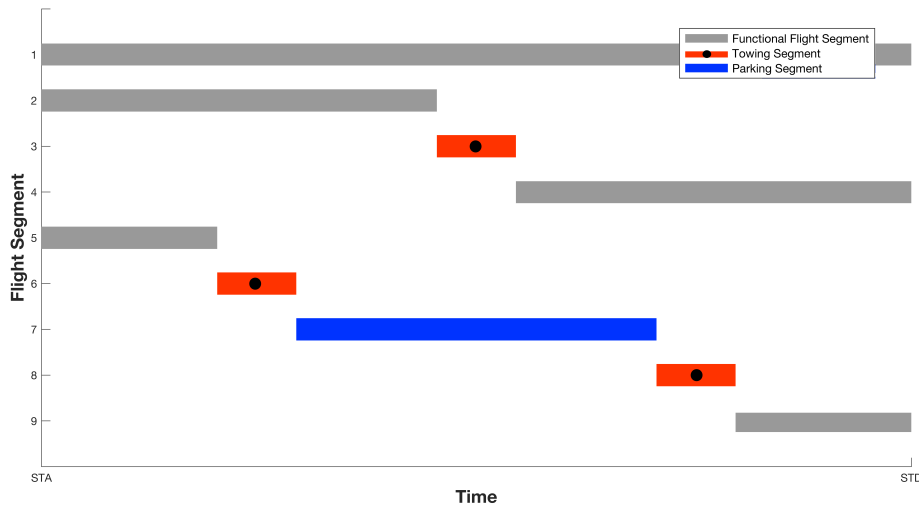 Functional Flight Segment
Towing Segment
Parking Segment
Flight Segment
1
2
3
4
5
6
7
8
9
STA
STD
Time